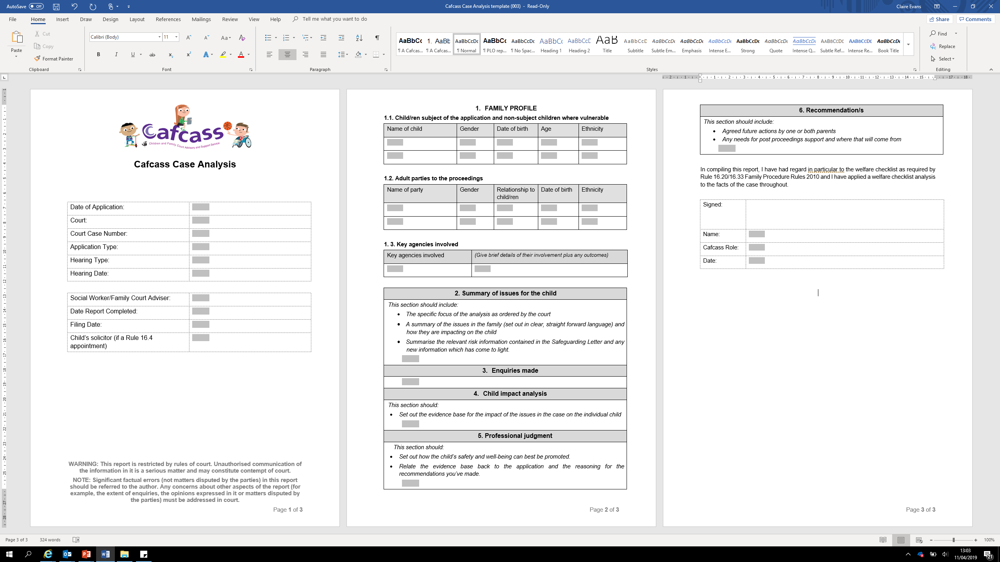 AutoSave Off
Cafcass Case Analysis template (003) - Read-Only
Claire Evans
File Home Insert Draw Design Layout References Mailings Review View Help Tell me what you want to do
Share Comments
Paste
Cut
Copy
Format Painter
Clipboard
Calibri (Body) 11
Font
Paragraph
AaBbCc 1. AaBb AaBbCcDc AaBbCc AaBbCcDc AaBbC AaBbCcD AaB AaBbCcD AaBbCcDc AaBbCcDc AaBbCcDc AaBbCcDc AaBbCcDc AaBbCcDc AaBbCcDc AaBbCcDc AaBbCcDc
¶ A Cafcas... ¶ A Cafcas... ¶ Normal ¶ PLO rep... ¶ No Spac... Heading 1 Heading 2 Title Subtitle Subtle Em... Emphasis Intense E... Strong Quote Intense Q... Subtle Ref... Intense Re... Book Title
Styles
Find
Replace
Select
Editing
Cafcass
Children and Family Court Advisory and Support Service
Cafcass Case Analysis
Date of Application:
Court:
Court Case Number:
Application Type:
Hearing Type:
Hearing Date:
Social Worker/Family Court Adviser:
Date Report Completed:
Filing Date:
Child's solicitor (if a Rule 16.4
appointment)
WARNING: This report is restricted by rules of court. Unauthorised communication of
the information in it is a serious matter and may constitute contempt of court.
NOTE: Significant factual errors (not matters disputed by the parties) in this report
should be referred to the author. Any concerns about other aspects of the report (for
example, the extent of enquiries, the opinions expressed in it or matters disputed by
the parties) must be addressed in court.
Page 1 of 3
1. FAMILY PROFILE
1.1. Child/ren subject of the application and non-subject children where vulnerable
Name of child Gender Date of birth Age Ethnicity
1.2. Adult parties to the proceedings
Name of party Gender Relationship to Date of birth Ethnicity
child/ren
1. 3. Key agencies involved
Key agencies involved (Give brief details of their involvement plus any outcomes)
2. Summary of issues for the child
This section should include:
• The specific focus of the analysis as ordered by the court
• A summary of the issues in the family (set out in clear, straight forward language) and
how they are impacting on the child
• Summarise the relevant risk information contained in the Safeguarding Letter and any
new information which has come to light.
3. Enquiries made
4. Child impact analysis
This section should:
• Set out the evidence base for the impact of the issues in the case on the individual child
5. Professional judgment
This section should:
• Set out how the child's safety and well-being can best be promoted.
• Relate the evidence base back to the application and the reasoning for the
recommendations you've made.
Page 2 of 3
6. Recommendation/s
This section should include:
• Agreed future actions by one or both parents
• Any needs for post proceedings support and where that will come from
In compiling this report, I have had regard in particular to the welfare checklist as required by
Rule 16.20/16.33 Family Procedure Rules 2010 and I have applied a welfare checklist analysis
to the facts of the case throughout.
Signed:
Name:
Cafcass Role:
Date:
Page 3 of 3
Page 3 of 3 324 words
100%
13:03
11/04/2019
21